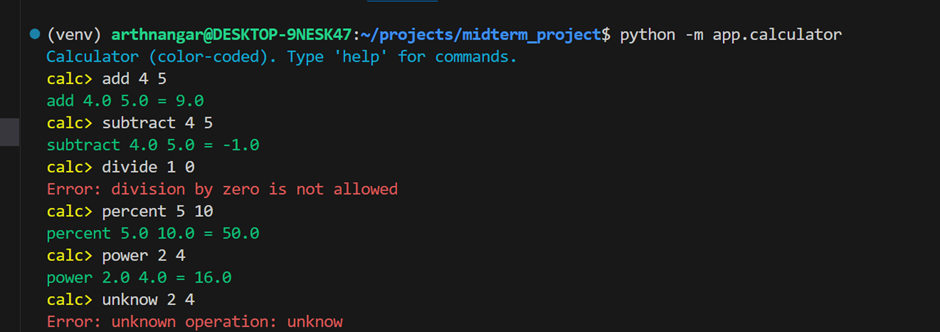 (venv) arthnangar@DESKTOP-9NESK47:~/projects/midterm_project$ python -m app.calculator
Calculator (color-coded). Type 'help' for commands.
calc> add 4 5
add 4.0 5.0 = 9.0
calc> subtract 4 5
subtract 4.0 5.0 = -1.0
calc> divide 1 0
Error: division by zero is not allowed
calc> percent 5 10
percent 5.0 10.0 = 50.0
calc> power 2 4
power 2.0 4.0 = 16.0
calc> unknow 2 4
Error: unknown operation: unknow